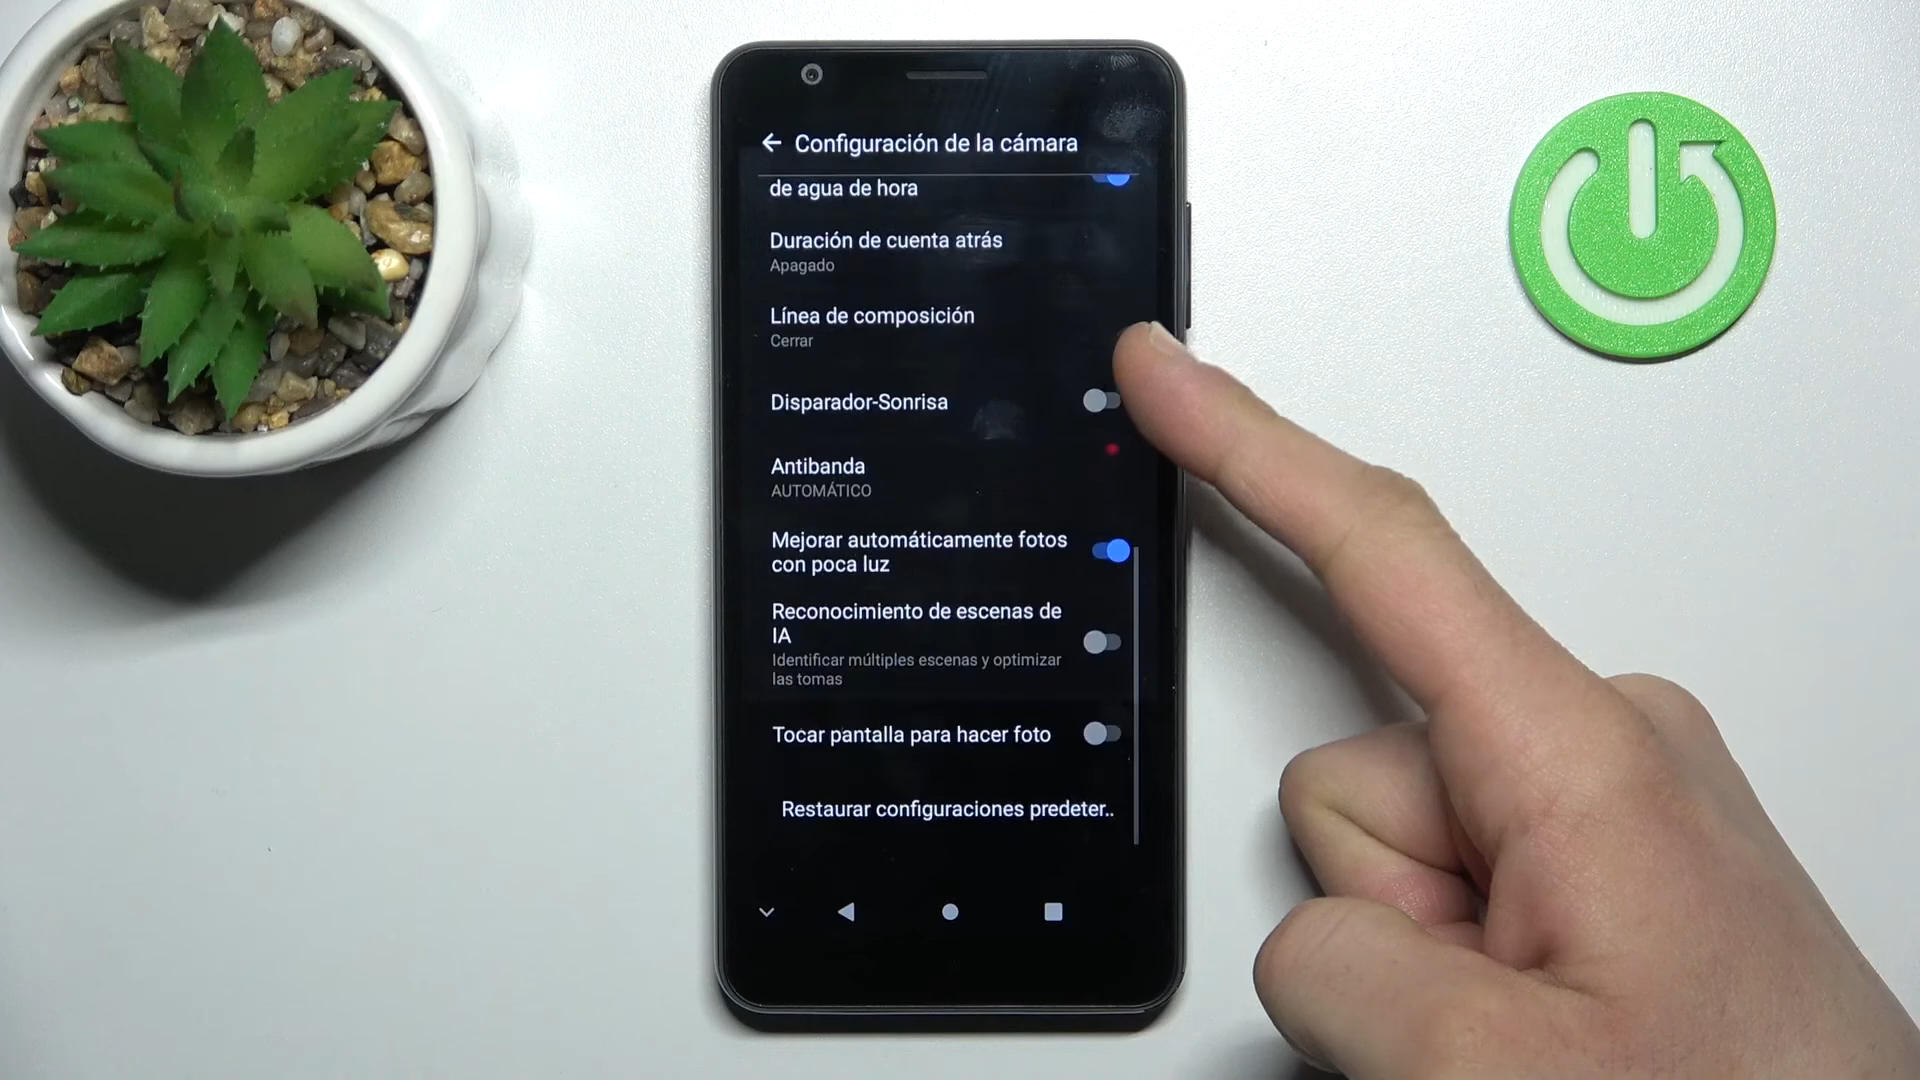 Configuración de la cámara
de agua de hora
Duración de cuenta atrás
Apagado
Línea de composición
Cerrar
Disparador-Sonrisa
Antibanda
AUTOMÁTICO
Mejorar automáticamente fotos
con poca luz
Reconocimiento de escenas de
IA
Identificar múltiples escenas y optimizar
las tomas
Tocar pantalla para hacer foto
Restaurar configuraciones predeter..